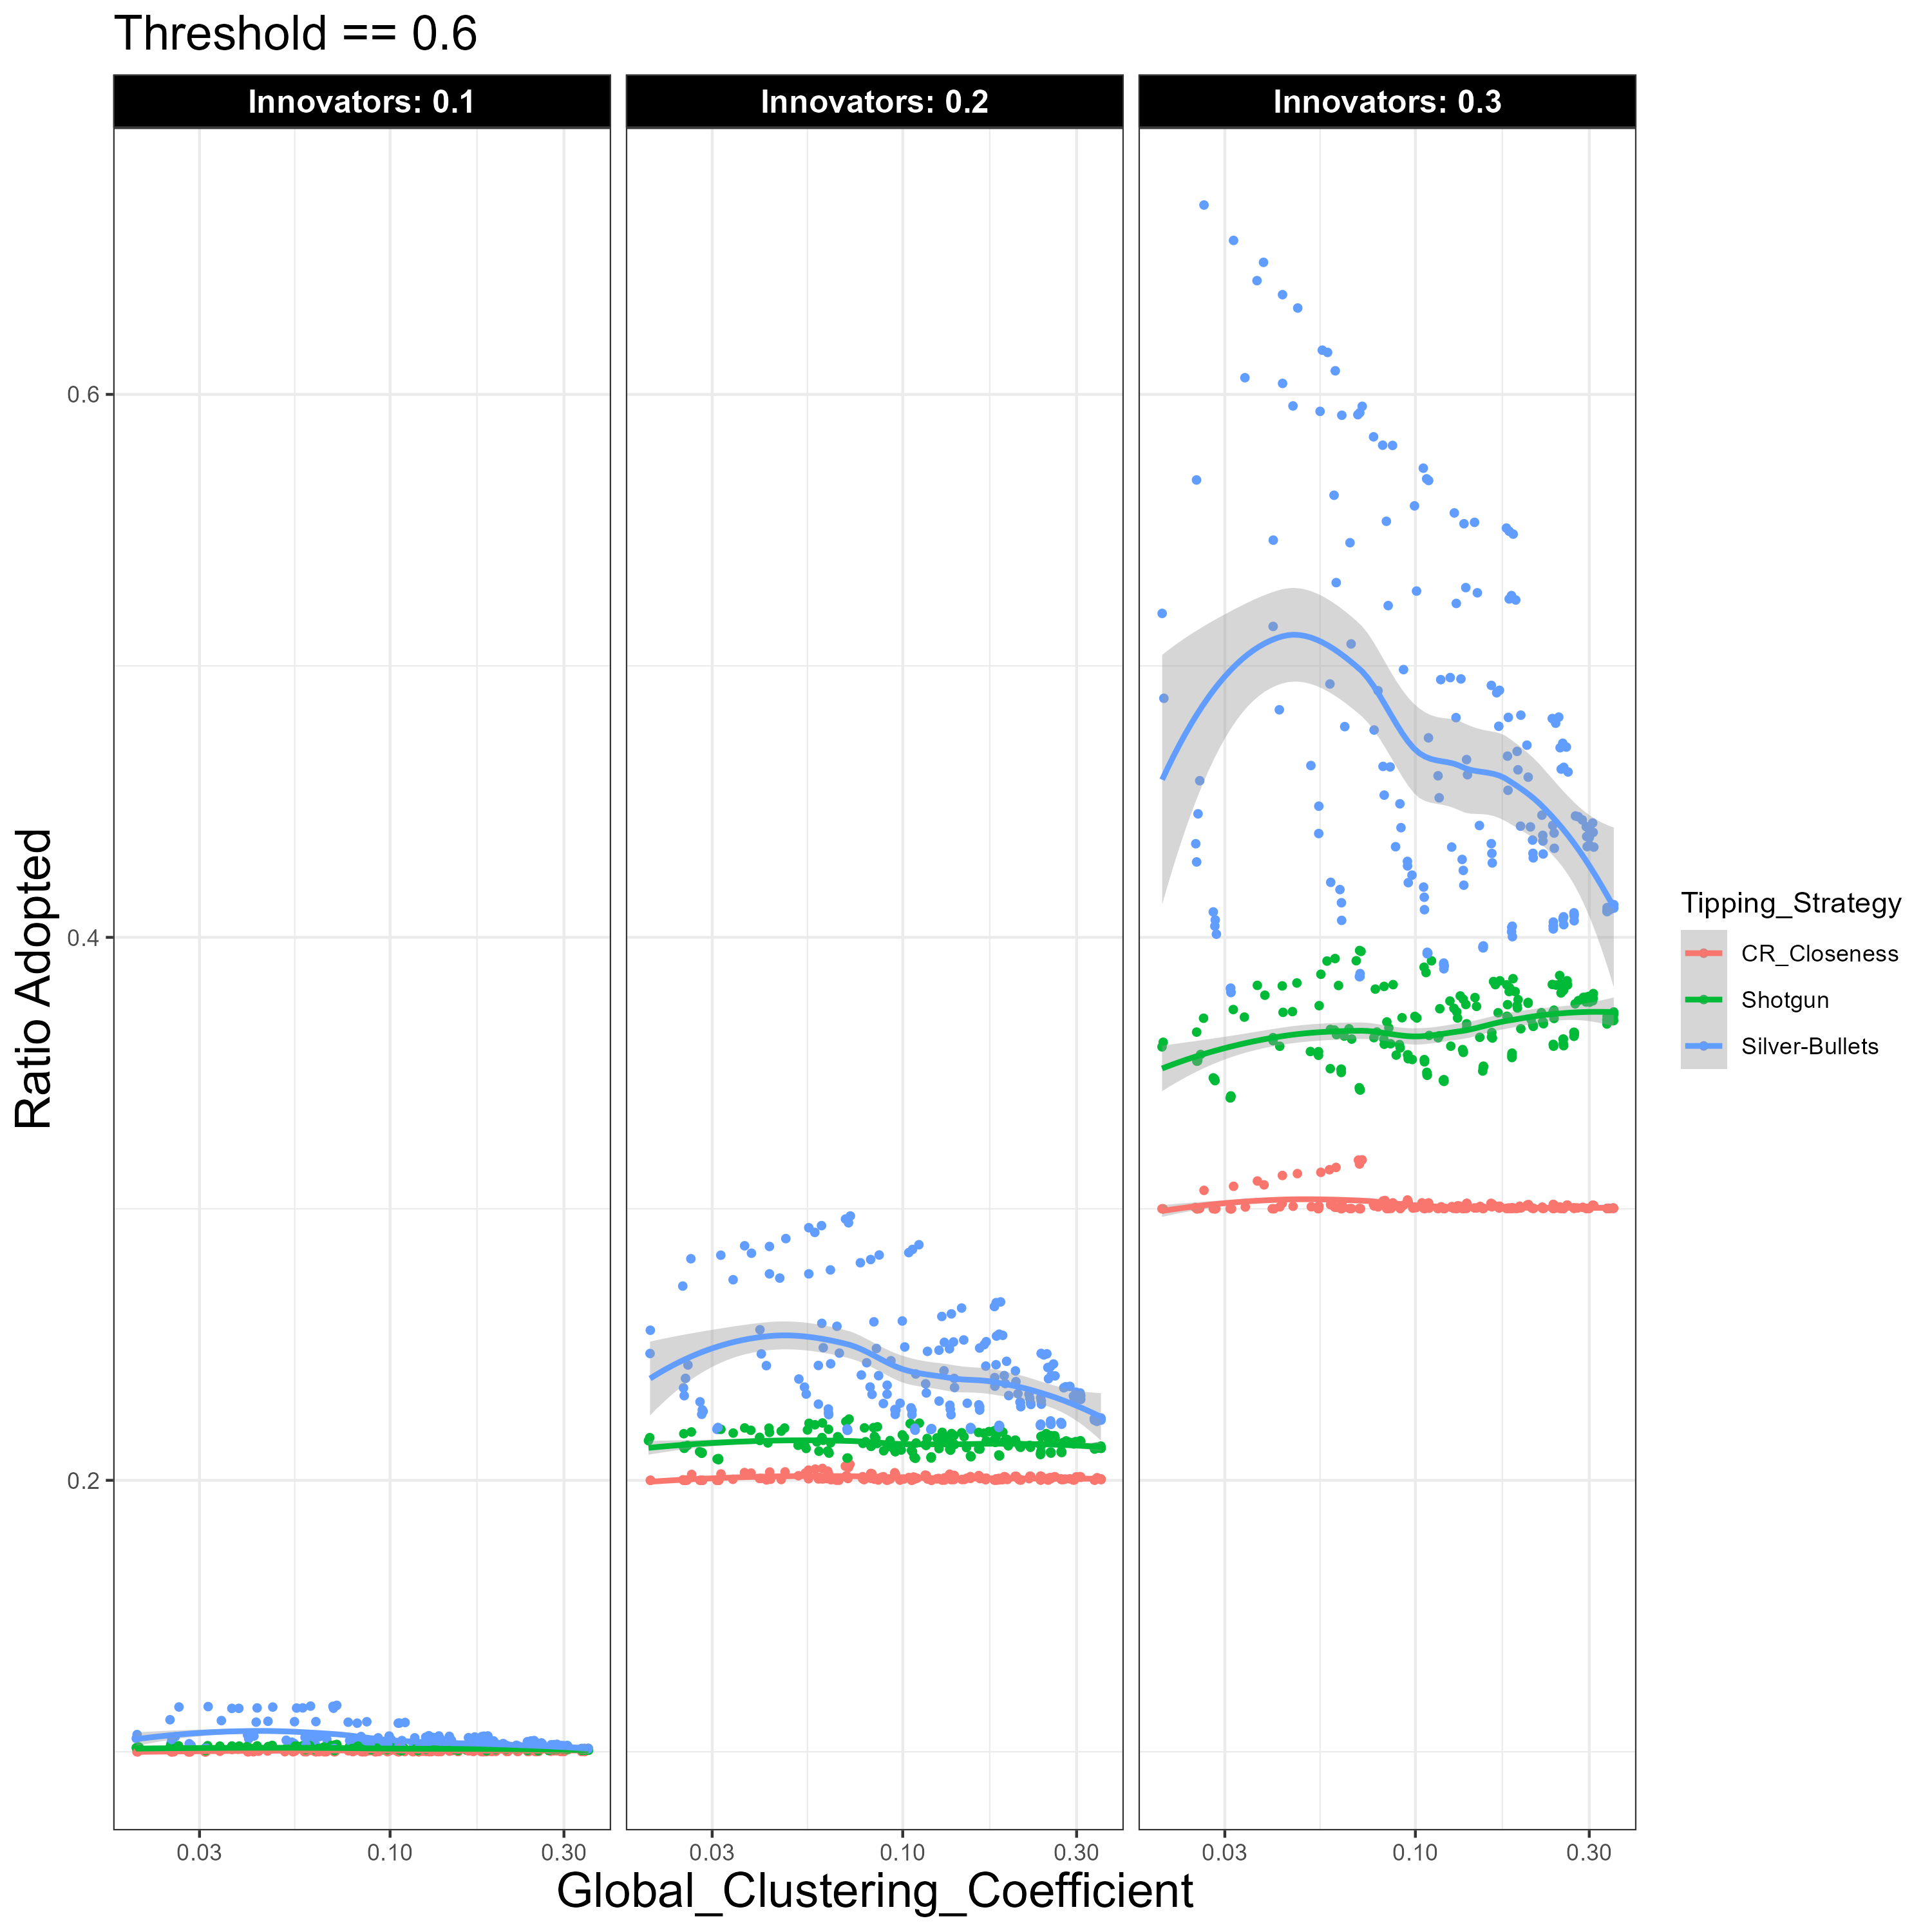 Threshold == 0.6
Innovators: 0.1
Innovators: 0.2
Innovators: 0.3
Ratio Adopted
0.6
0.4
0.2
0.03 0.10 0.30
0.03 0.10 0.30
0.03 0.10 0.30
Global_Clustering_Coefficient
Tipping_Strategy
CR_Closeness
Shotgun
Silver-Bullets